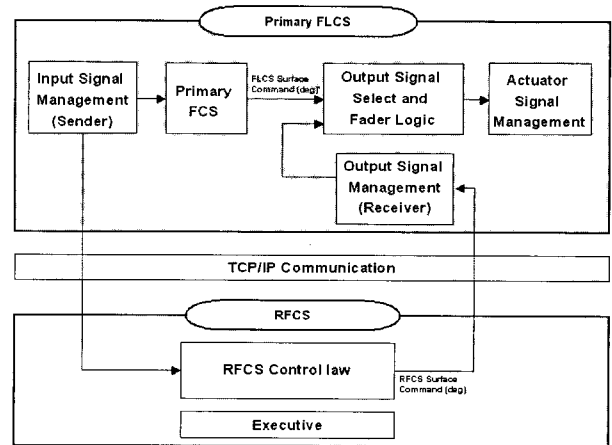 Primary FLCS
Input Signal
Management
(Sender)
Primary
FCS
FLCS Surface
Command (deg)
Output Signal
Select and
Fader Logic
Actuator
Signal
Management
Output Signal
Management
(Receiver)
TCP/IP Communication
RFCS
RFCS Control law
RFCS Surface
Command (deg)
Executive